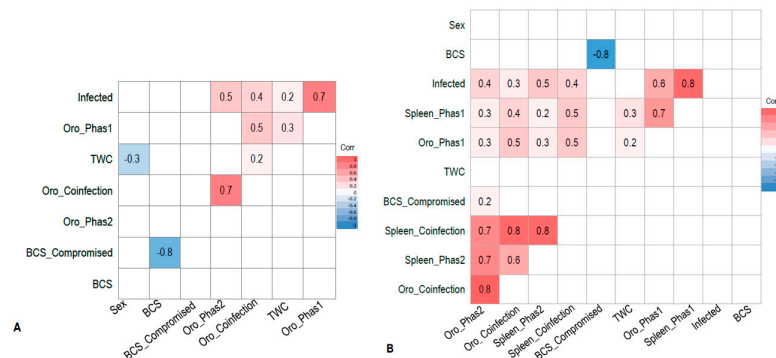 Infected 0.5 0.4 0.2 0.7
Oro_Phas1 0.5 0.3
TWC -0.3 0.2
Oro_Coinfection 0.7
Oro_Phas2
BCS_Compromised -0.8
BCS
Sex BCS BCS_Compromised Oro_Phas2 Oro_Coinfection TWC Oro_Phas1
Corr
1
0.8
0.6
0.4
0.2
0
-0.2
-0.4
-0.6
-0.8
-1
A
Sex
BCS -0.8
Infected 0.4 0.3 0.5 0.4 0.6 0.8
Spleen_Phas1 0.3 0.4 0.2 0.5 0.3 0.7
Oro_Phas1 0.3 0.5 0.3 0.5 0.2
TWC
BCS_Compromised 0.2
Spleen_Coinfection 0.7 0.8 0.8
Spleen_Phas2 0.7 0.6
Oro_Coinfection 0.8
Oro_Phas2 Oro_Coinfection Spleen_Phas2 Spleen_Coinfection BCS_Compromised TWC Oro_Phas1 Spleen_Phas1 Infected BCS
Cor
B